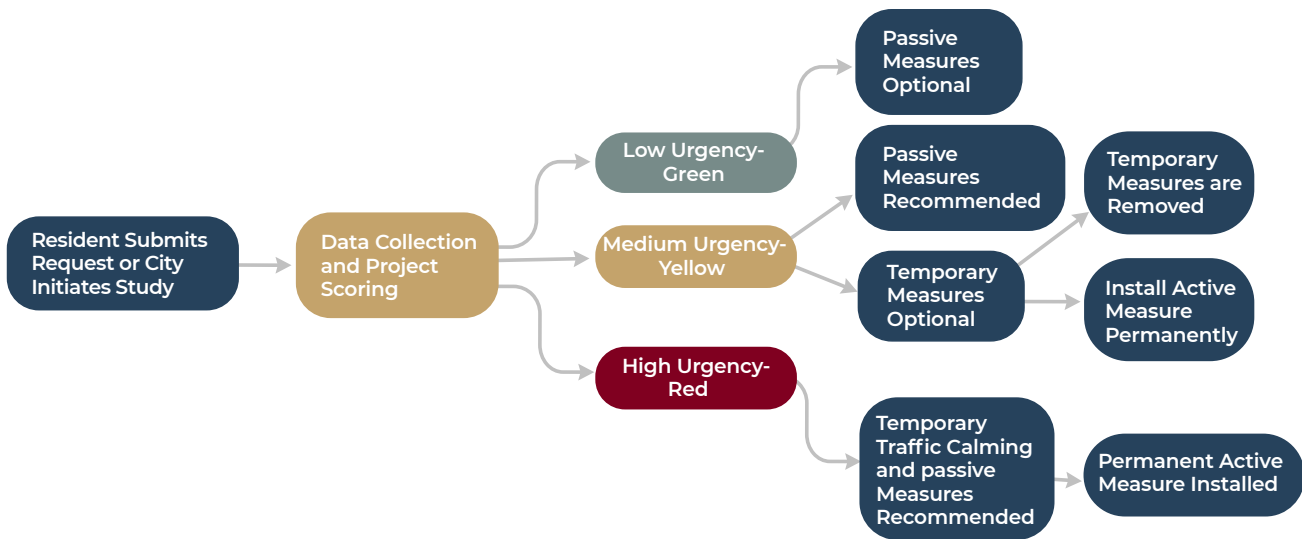 Resident Submits
Request or City
Initiates Study
Data Collection
and Project
Scoring
Low Urgency-
Green
Medium Urgency-
Yellow
High Urgency-
Red
Passive
Measures
Optional
Passive
Measures
Recommended
Temporary
Measures
Optional
Temporary
Measures are
Removed
Install Active
Measure
Permanently
Temporary
Traffic Calming
and passive
Measures
Recommended
Permanent Active
Measure Installed